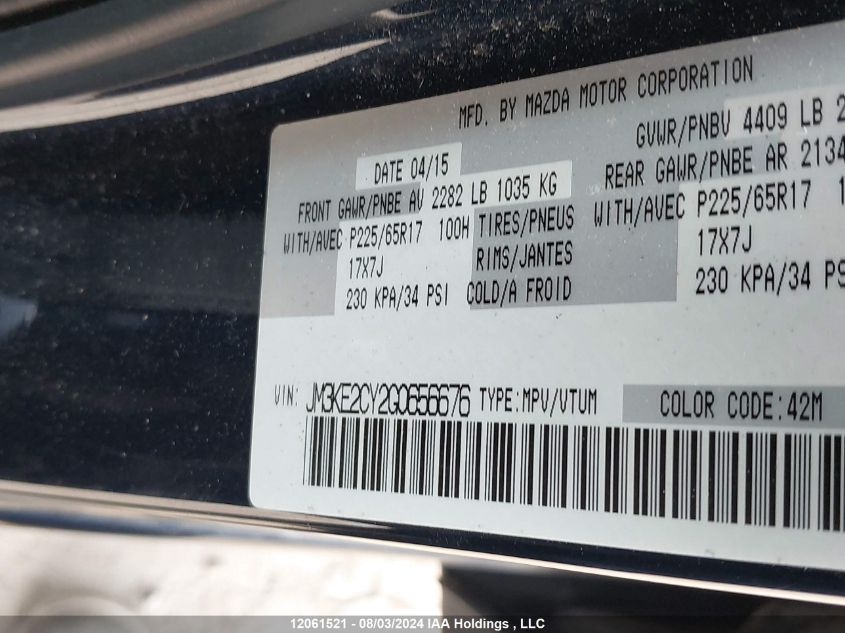 MFD. BY MAZDA MOTOR CORPORATION
DATE 04/15
GVWR/PNBV 4409 LB 2
FRONT GAWR/PNBE AV 2282 LB 1035 KG
REAR GAWR/PNBE AR 2134
WITH/AVEC P225/65R17 100H TIRES/PNEUS WITH/AVEC P225/65R17 1
17X7J RIMS/JANTES 17X7J
230 KPA/34 PSI COLD/A FROID 230 KPA/34 PS
VIN: JM3KE2CY2G0656676 TYPE:MPV/VTUM COLOR CODE:42M
12061521 - 08/03/2024 IAA Holdings , LLC